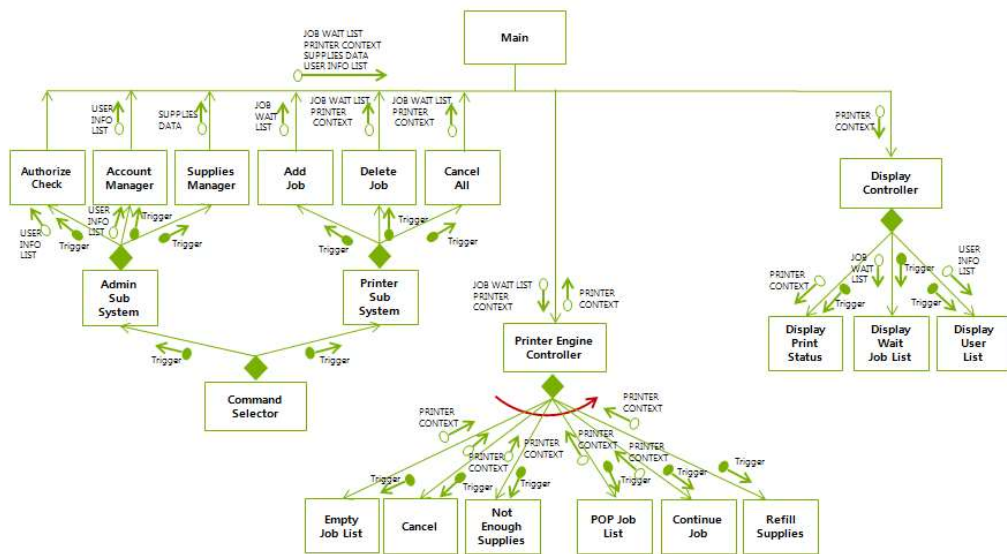 JOB WAIT LIST
PRINTER CONTEXT
SUPPLIES DATA
USER INFO LIST
Main
USER
INFO
LIST
SUPPLIES
DATA
JOB
WAIT
LIST
JOB WAIT LIST
PRINTER
CONTEXT
JOB WAIT LIST
PRINTER
CONTEXT
PRINTER
CONTEXT
Authorize
Check
Account
Manager
Supplies
Manager
Add
Job
Delete
Job
Cancel
All
Display
Controller
USER
INFO
LIST
Trigger
USER
INFO
LIST
Trigger
Trigger
Trigger
Trigger
Trigger
Admin
Sub
System
Printer
Sub
System
JOB WAIT LIST
PRINTER
CONTEXT
PRINTER
CONTEXT
PRINTER
CONTEXT
Trigger
JOB
WAIT
LIST
Trigger
USER
INFO
LIST
Trigger
Display
Print
Status
Display
Wait
Job List
Display
User
List
Trigger
Trigger
Command
Selector
Printer Engine
Controller
PRINTER
CONTEXT
PRINTER
CONTEXT
PRINTER
CONTEXT
PRINTER
CONTEXT
PRINTER
CONTEXT
PRINTER
CONTEXT
Trigger
Trigger
Trigger
Trigger
Trigger
Trigger
Empty
Job List
Cancel
Not
Enough
Supplies
POP Job
List
Continue
Job
Refill
Supplies